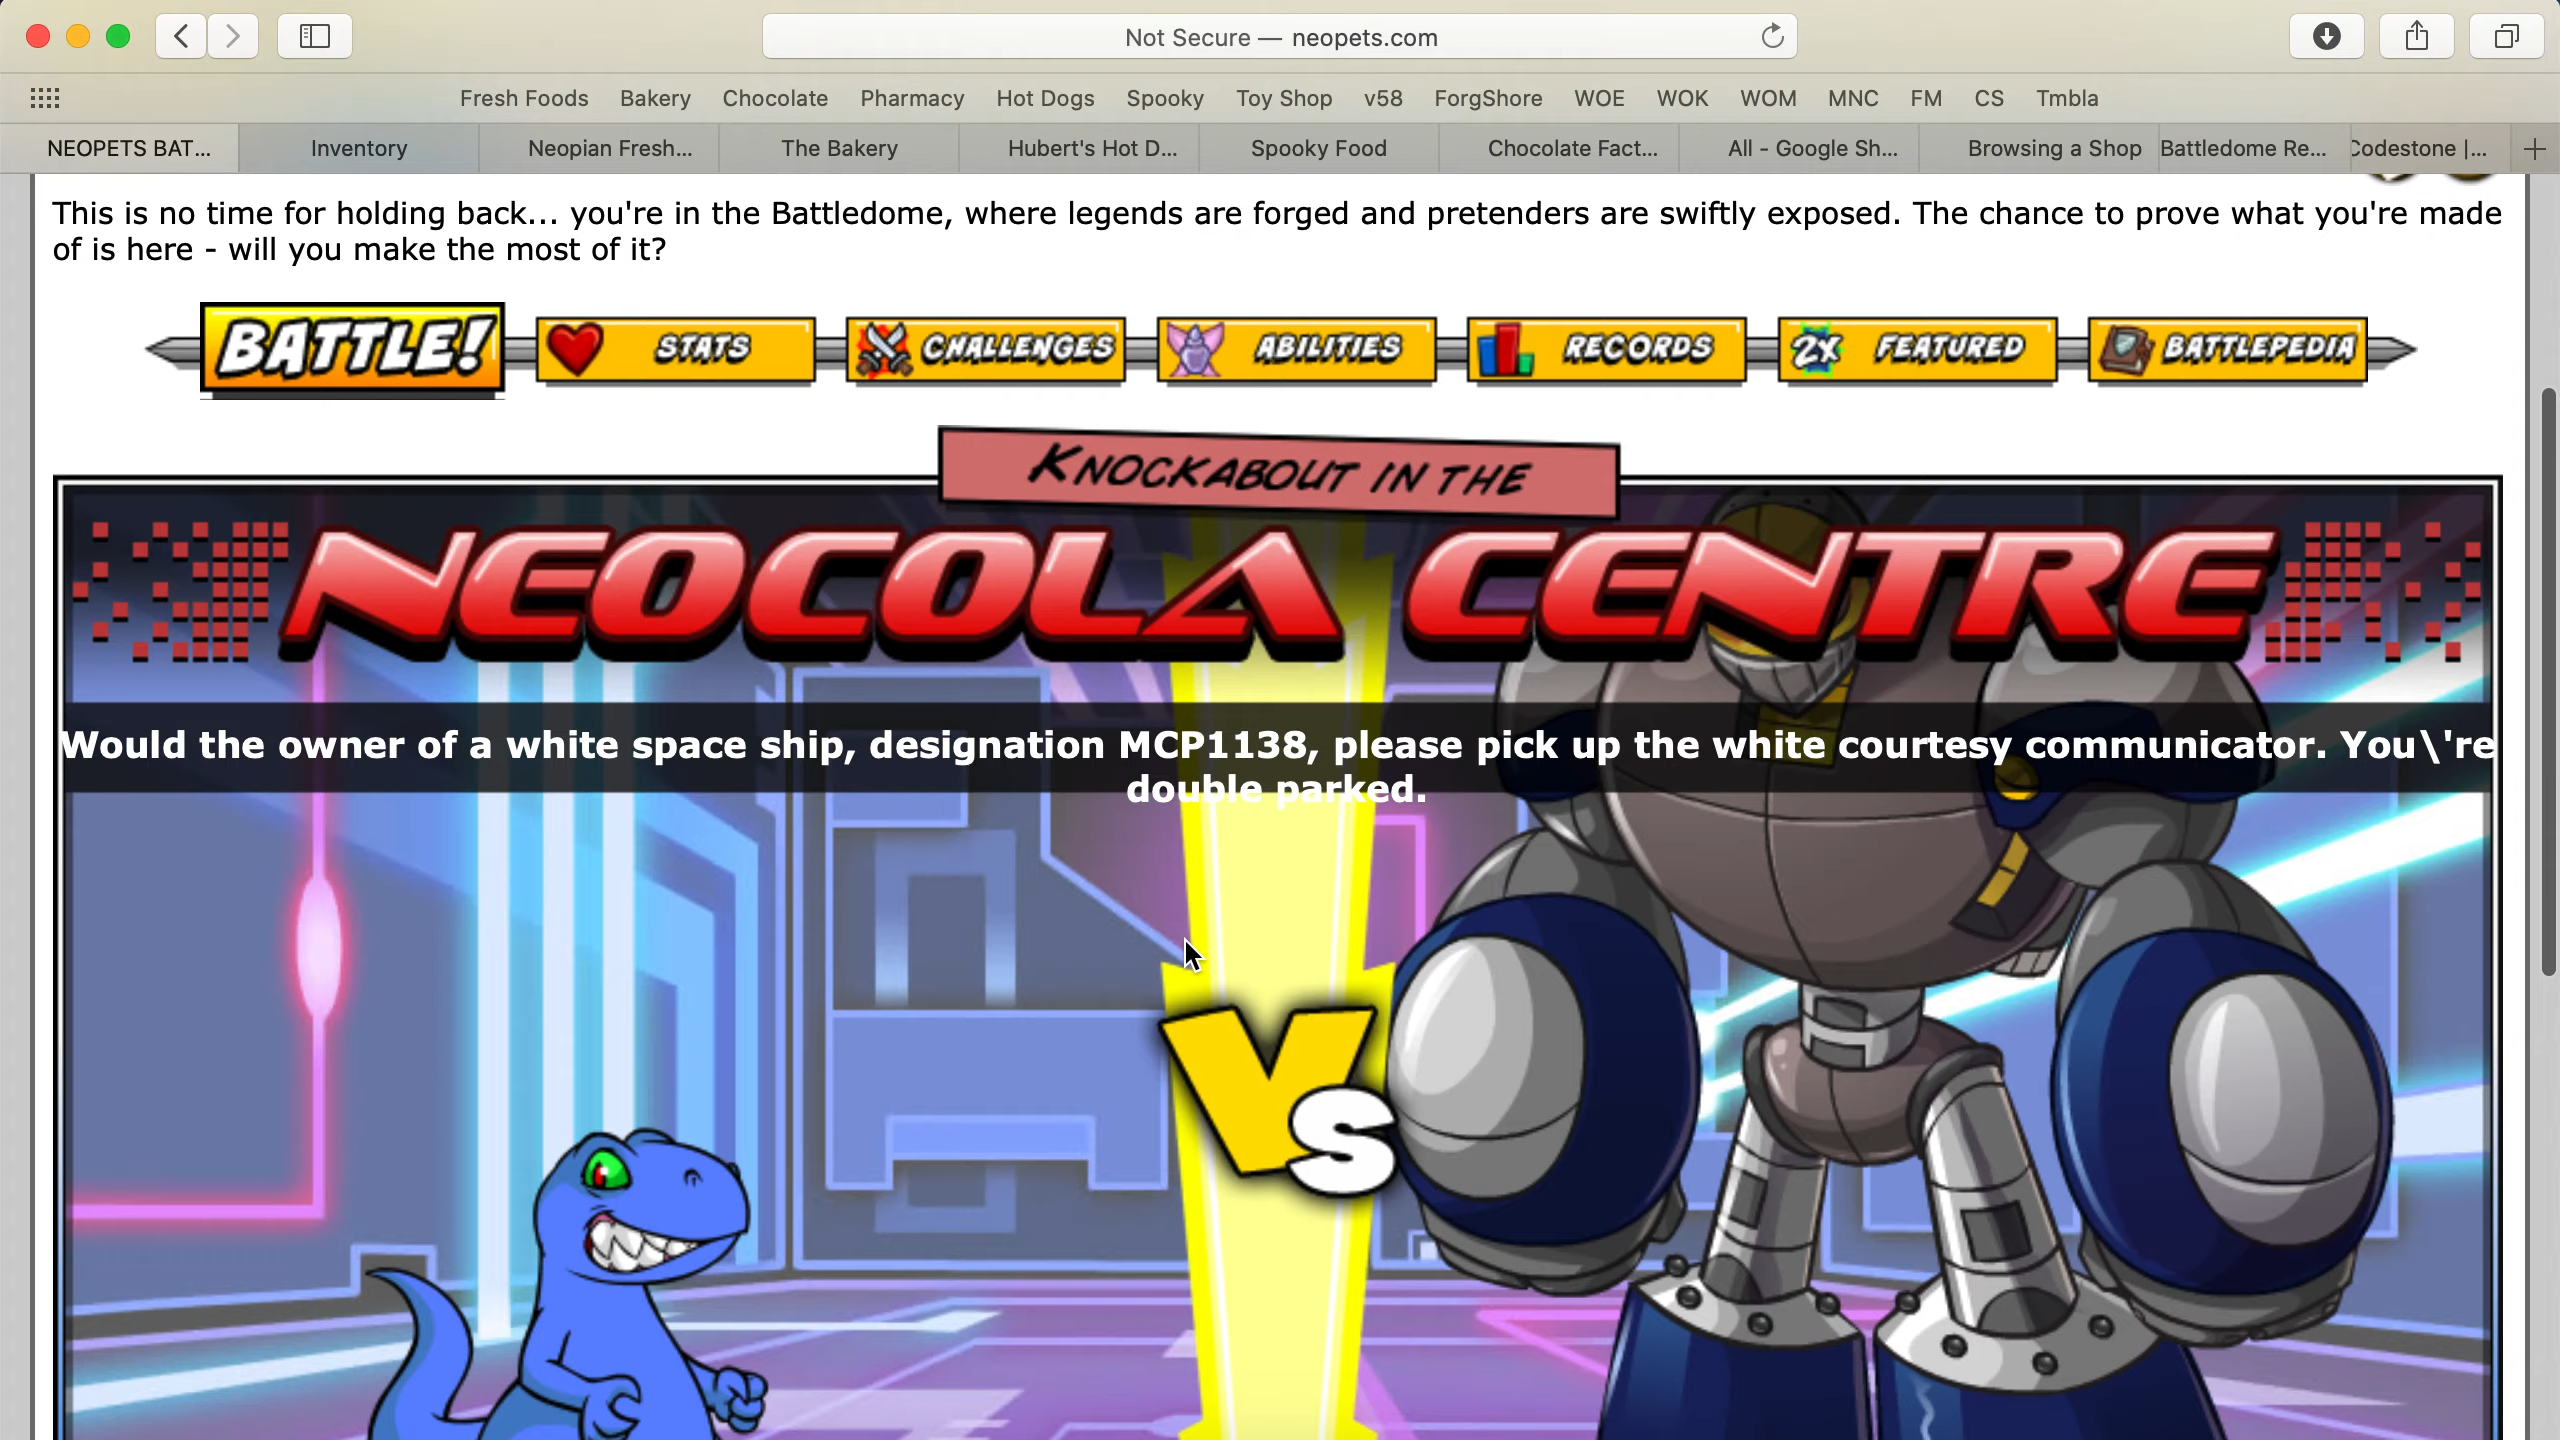 Not Secure — neopets.com
Fresh Foods Bakery Chocolate Pharmacy Hot Dogs Spooky Toy Shop v58 ForgShore WOE WOK WOM MNC FM CS Tmbla
NEOPETS BAT... Inventory Neopian Fresh... The Bakery Hubert's Hot D... Spooky Food Chocolate Fact... All - Google Sh... Browsing a Shop Battledome Re... Codestone |...
This is no time for holding back... you're in the Battledome, where legends are forged and pretenders are swiftly exposed. The chance to prove what you're made
of is here - will you make the most of it?
BATTLE! STATS CHALLENGES ABILITIES RECORDS 2X FEATURED BATTLEPEDIA
KNOCKABOUT IN THE
NEOCOLA CENTRE
Would the owner of a white space ship, designation MCP1138, please pick up the white courtesy communicator. You\'re
double parked.
Vs